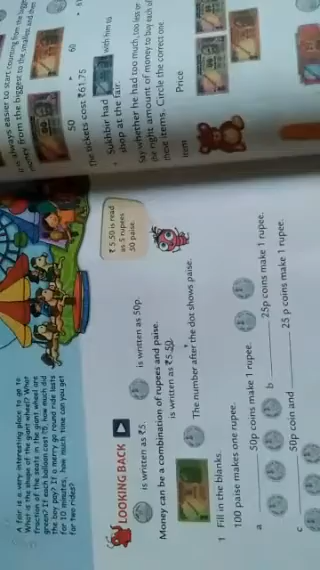 A fair is a very interesting place to go to.
What is the shape of the giant wheel? What
fraction of the seats in the giant wheel are
green? If each balloon cost ₹5, how much did
the boy pay? If a merry go round ride lasts
for 10 minutes, how much time can you get
for two rides?
LOOKING BACK
is written as ₹5.
is written as 50p.
₹ 5.50 is read
as 5 rupees
50 paise.
Money can be a combination of rupees and paise.
is written as ₹5.50.
The number after the dot shows paise.
1 Fill in the blanks.
100 paise makes one rupee.
a 50p coins make 1 rupee.
b 25p coins make 1 rupee.
c 50p coin and 25 p coins make 1 rupee.
always easier to start counting from the
money from the biggest to the smallest and then
50 + 60 +
The tickets cost ₹61.75
Sukhbir had with him to
shop at the fair.
Say whether he had too much, too less or
the right amount of money to buy each of
these items. Circle the correct one.
Item Price